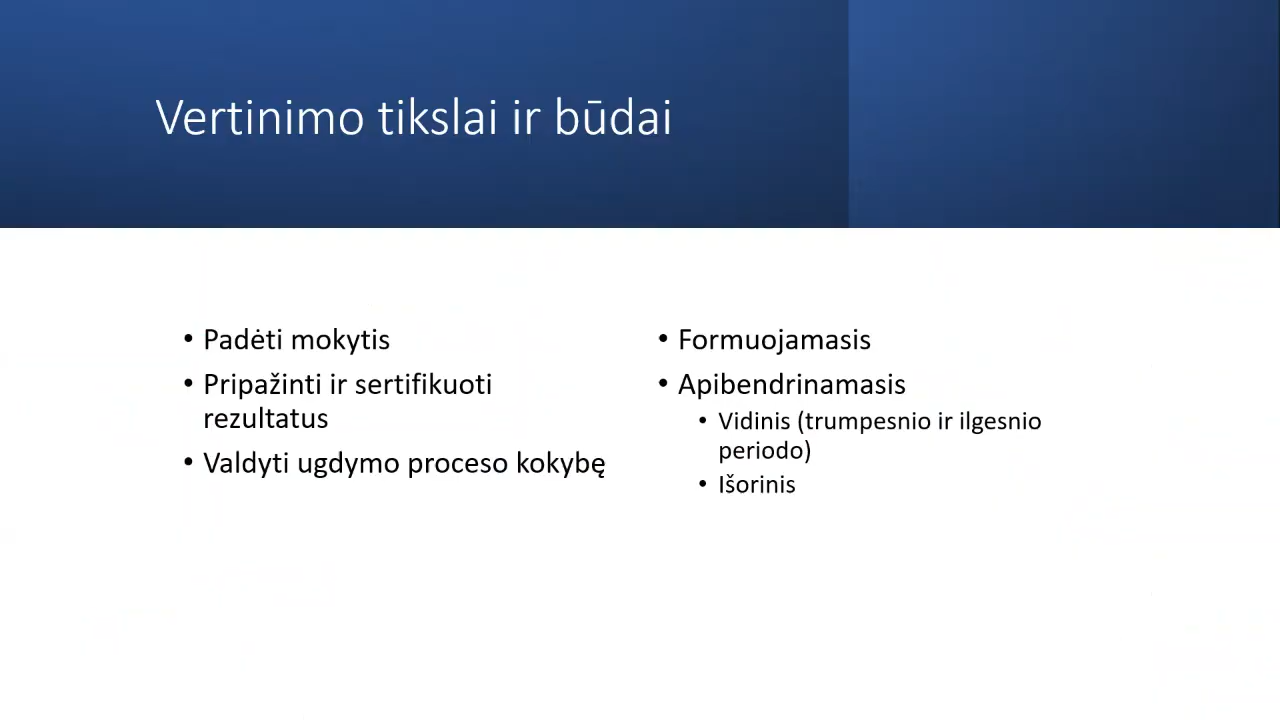 Vertinimo tikslai ir būdai
• Padėti mokytis
• Pripažinti ir sertifikuoti
rezultatus
• Valdyti ugdymo proceso kokybę
• Formuojamasis
• Apibendrinamasis
• Vidinis (trumpesnio ir ilgesnio
periodo)
• Išorinis